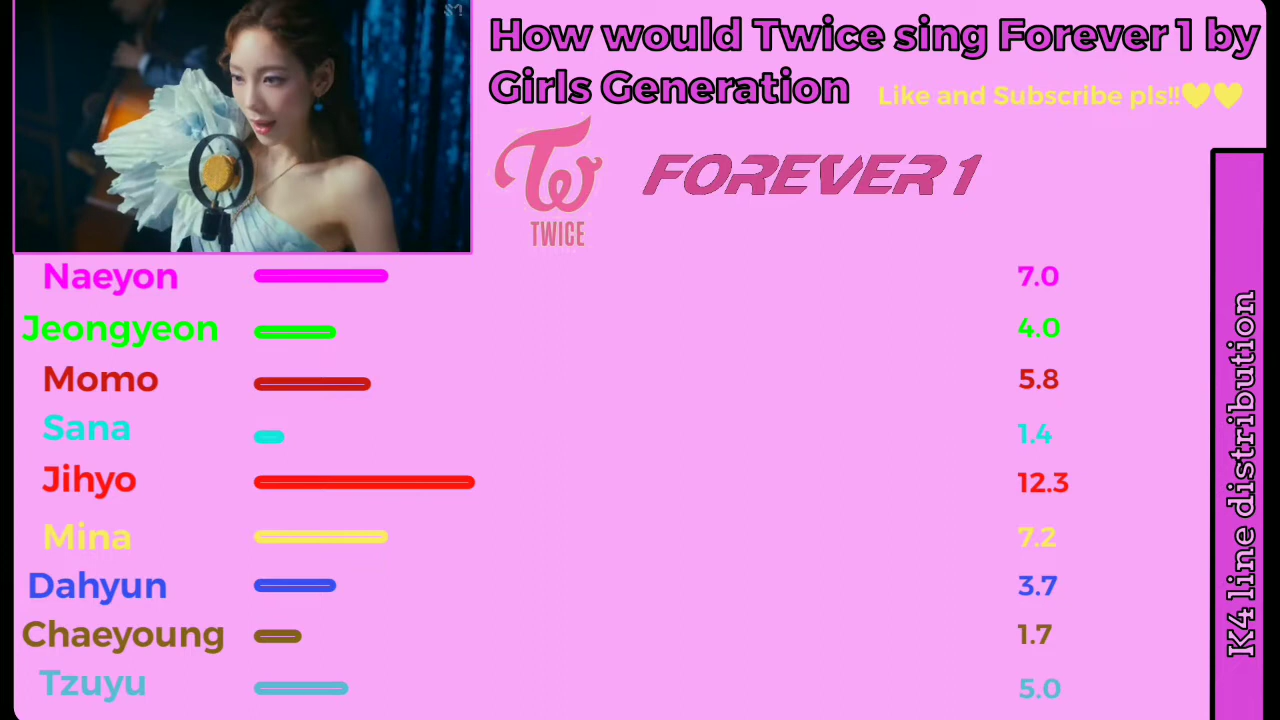 SM
How would Twice sing Forever 1 by
Girls Generation
Like and Subscribe pls!!💛💛
TWICE
FOREVER 1
Naeyon 7.0
Jeongyeon 4.0
Momo 5.8
Sana 1.4
Jihyo 12.3
Mina 7.2
Dahyun 3.7
Chaeyoung 1.7
Tzuyu 5.0
K4 line distribution